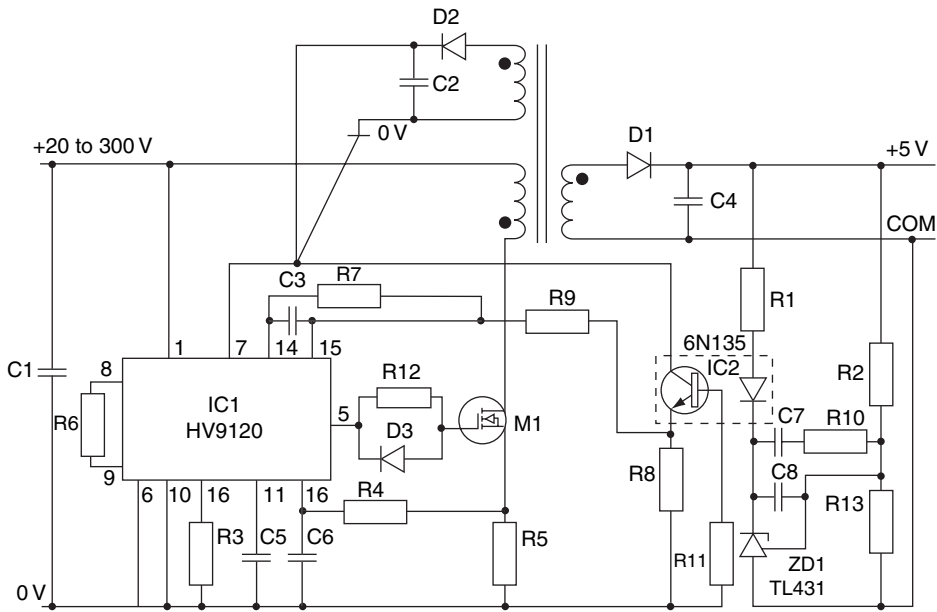 D2
C2
0 V
+20 to 300 V
D1
+5 V
C4
COM
C3
R7
R9
R1
1
7
14
15
6N135
IC2
C1
8
R6
9
IC1
HV9120
5
R12
D3
M1
R2
C7
R10
C8
R8
R13
6
10
16
11
16
R4
R3
C5
C6
R5
R11
ZD1
TL431
0 V